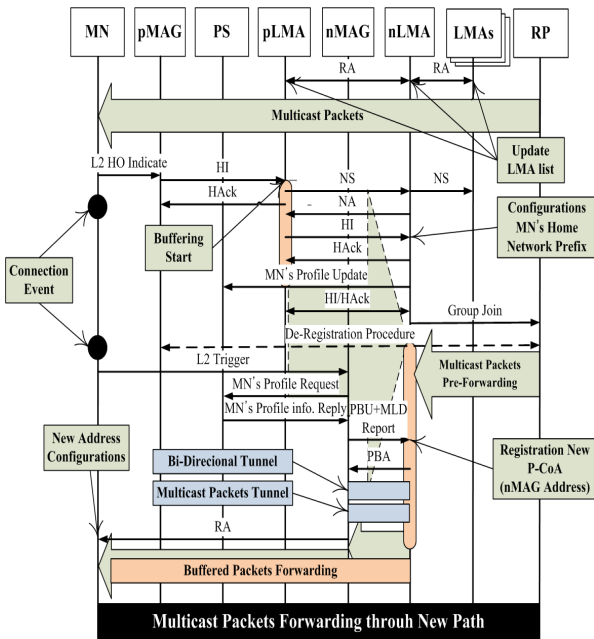 MN pMAG PS pLMA nMAG nLMA LMAs RP
RA RA
Multicast Packets
Update
LMA list
L2 HO Indicate HI NS NS
HAck NA
HI
HAck
Configurations
MN's Home
Network Prefix
Buffering
Start
Connection
Event
MN's Profile Update
HI/HAck
Group Join
De-Registration Procedure
L2 Trigger
Multicast Packets
Pre-Forwarding
MN's Profile Request
MN's Profile info. Reply
PBU+MLD
Report
New Address
Configurations
PBA
Registration New
P-CoA
(nMAG Address)
Bi-Direcional Tunnel
Multicast Packets Tunnel
RA
Buffered Packets Forwarding
Multicast Packets Forwarding throuh New Path